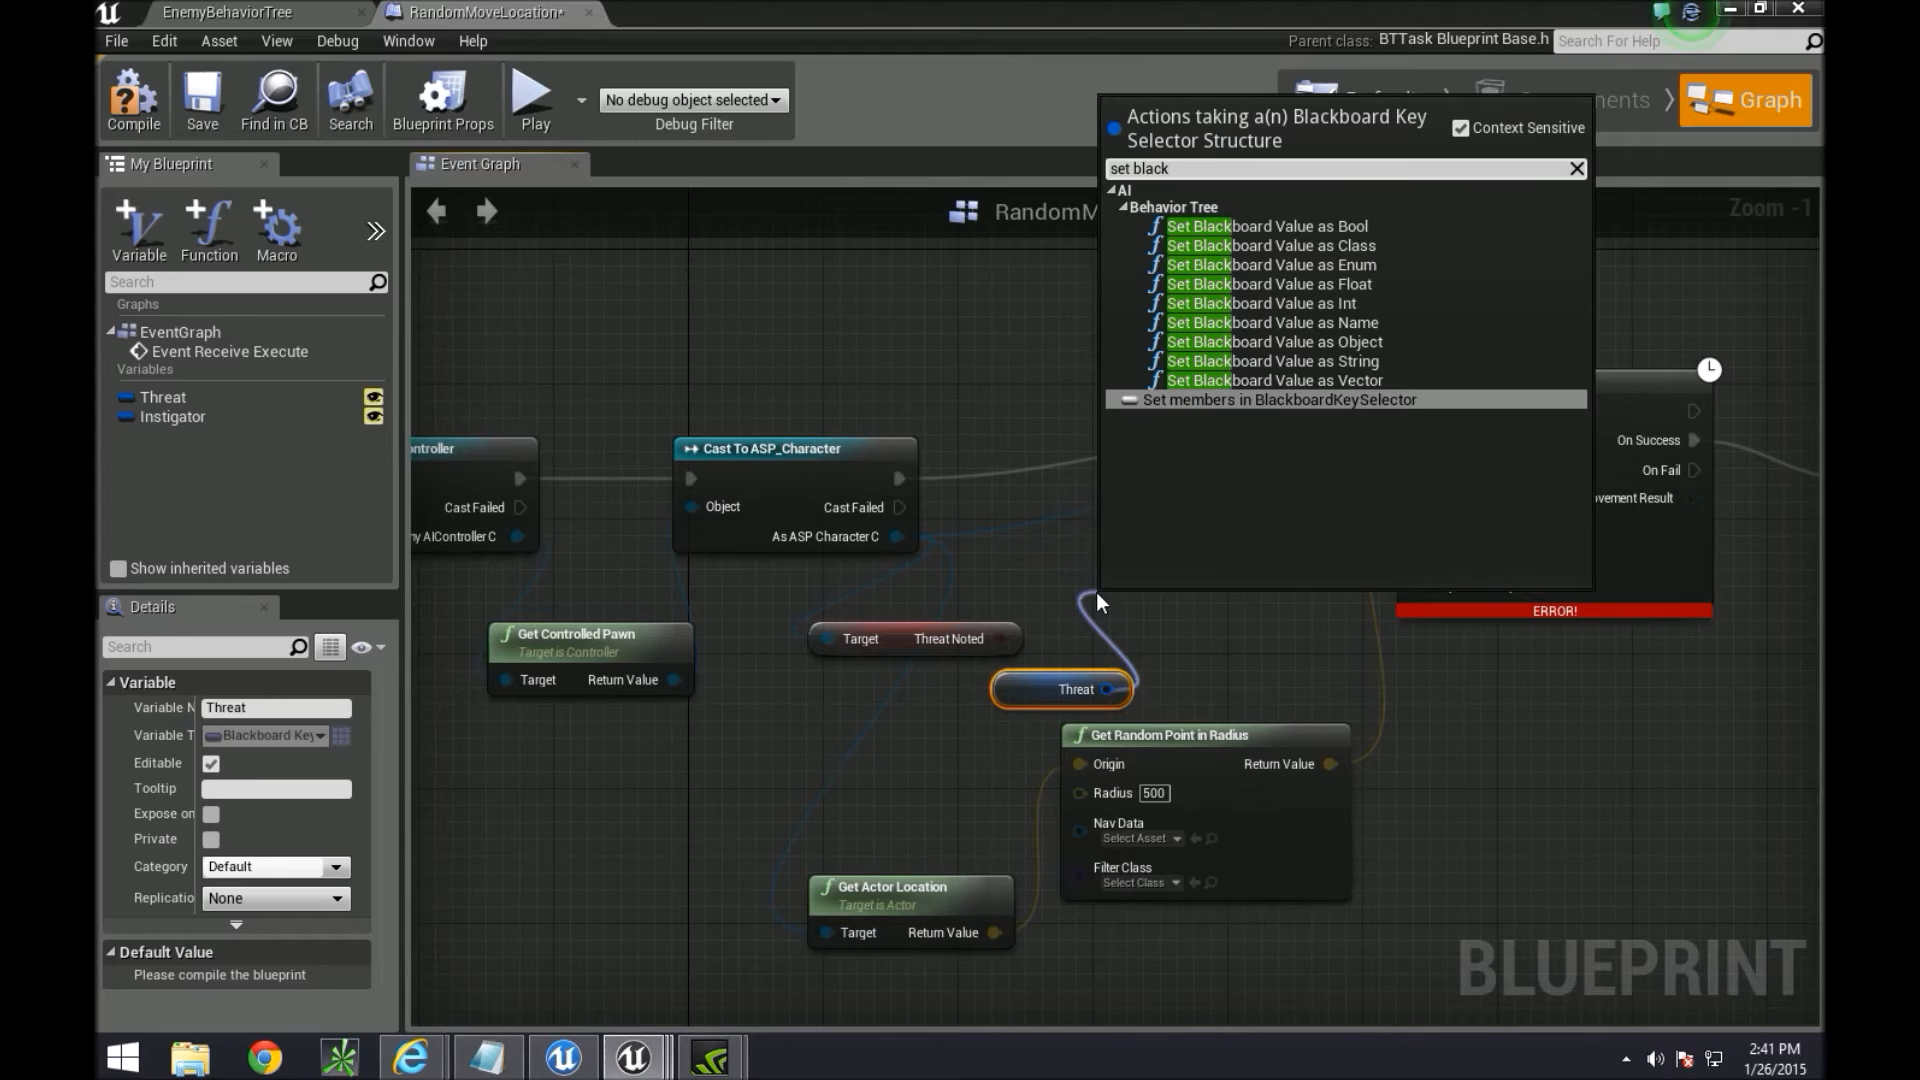 EnemyBehaviorTree
RandomMoveLocation*
File Edit Asset View Debug Window Help
Parent class: BTTask Blueprint Base.h
Search For Help
Compile
Save
Find in CB
Search
Blueprint Props
Play
No debug object selected
Debug Filter
Graph
My Blueprint
Variable
Function
Macro
Search
Graphs
EventGraph
Event Receive Execute
Variables
Threat
Instigator
Show inherited variables
Details
Search
Variable
Variable N Threat
Variable T Blackboard Key
Editable
Tooltip
Expose on
Private
Category Default
Replicatio None
Default Value
Please compile the blueprint
Event Graph
RandomM
Zoom -1
Actions taking a(n) Blackboard Key
Selector Structure
Context Sensitive
set black
AI
Behavior Tree
Set Blackboard Value as Bool
Set Blackboard Value as Class
Set Blackboard Value as Enum
Set Blackboard Value as Float
Set Blackboard Value as Int
Set Blackboard Value as Name
Set Blackboard Value as Object
Set Blackboard Value as String
Set Blackboard Value as Vector
Set members in BlackboardKeySelector
ontroller
Cast Failed
y AIController C
Cast To ASP_Character
Object
Cast Failed
As ASP Character C
On Success
On Fail
ovement Result
ERROR!
Get Controlled Pawn
Target is Controller
Target Return Value
Target Threat Noted
Threat
Get Random Point in Radius
Origin Return Value
Radius 500
Nav Data
Select Asset
Filter Class
Select Class
Get Actor Location
Target is Actor
Target Return Value
BLUEPRINT
2:41 PM
1/26/2015